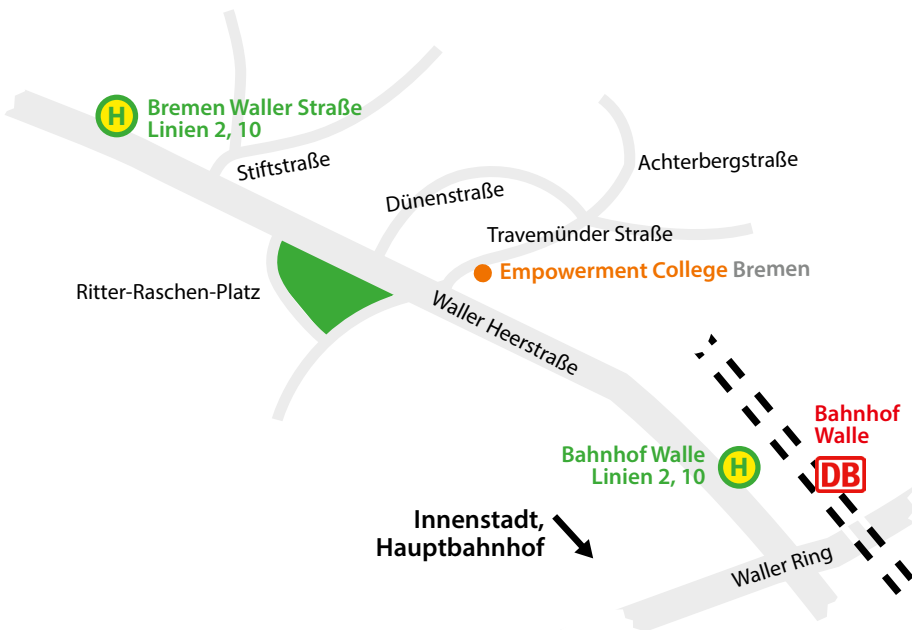 H
Bremen Waller Straße
Linien 2, 10
Stiftstraße
Achterbergstraße
Dünenstraße
Travemünder Straße
Empowerment College Bremen
Ritter-Raschen-Platz
Waller Heerstraße
Bahnhof
Walle
Bahnhof Walle
Linien 2, 10
H
DB
Innenstadt,
Hauptbahnhof
Waller Ring